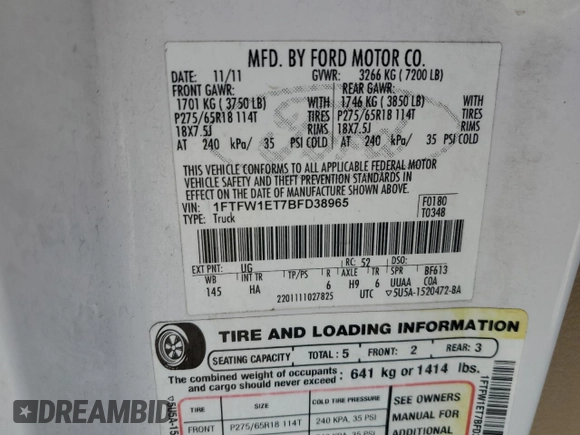 MFD. BY FORD MOTOR CO.
DATE: 11/11 GVWR: 3266 KG ( 7200 LB)
FRONT GAWR: REAR GAWR:
1701 KG ( 3750 LB) WITH 1746 KG ( 3850 LB) WITH
P275/65R18 114T TIRES P275/65R18 114T TIRES
18X7.5J RIMS 18X7.5J RIMS
AT 240 kPa/ 35 PSI COLD AT 240 kPa/ 35 PSI COLD
THIS VEHICLE CONFORMS TO ALL APPLICABLE FEDERAL MOTOR
VEHICLE SAFETY AND THEFT PREVENTION STANDARDS IN
EFFECT ON THE DATE OF MANUFACTURE SHOWN ABOVE.
VIN: 1FTFW1ET7BFD38965 F0180
TYPE: Truck T0348
EXT PNT: UG RC: 52 DSO:
WB INT TR TP/PS R AXLE TR SPR BF613
145 HA 6 H9 6 UUAA COA
2201111027825 UTC 5U5A-1520472-BA
TIRE AND LOADING INFORMATION
SEATING CAPACITY TOTAL: 5 FRONT: 2 REAR: 3
The combined weight of occupants
and cargo should never exceed: 641 kg or 1414 lbs.
TIRE SIZE COLD TIRE PRESSURE SEE OWNERS
FRONT P275/65R18 114T 240 KPA, 35 PSI MANUAL FOR
DREAMBID.COM